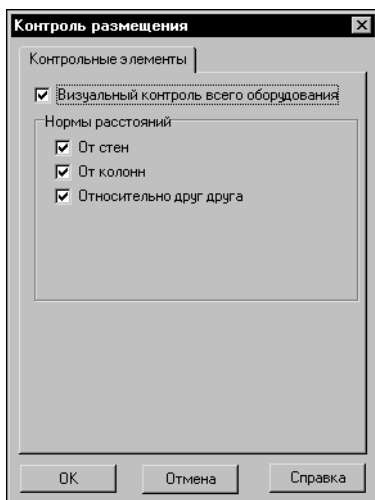 Контроль размещения
Контрольные элементы
Визуальный контроль всего оборудования
Нормы расстояний
От стен
От колонн
Относительно друг друга
ОК Отмена Справка